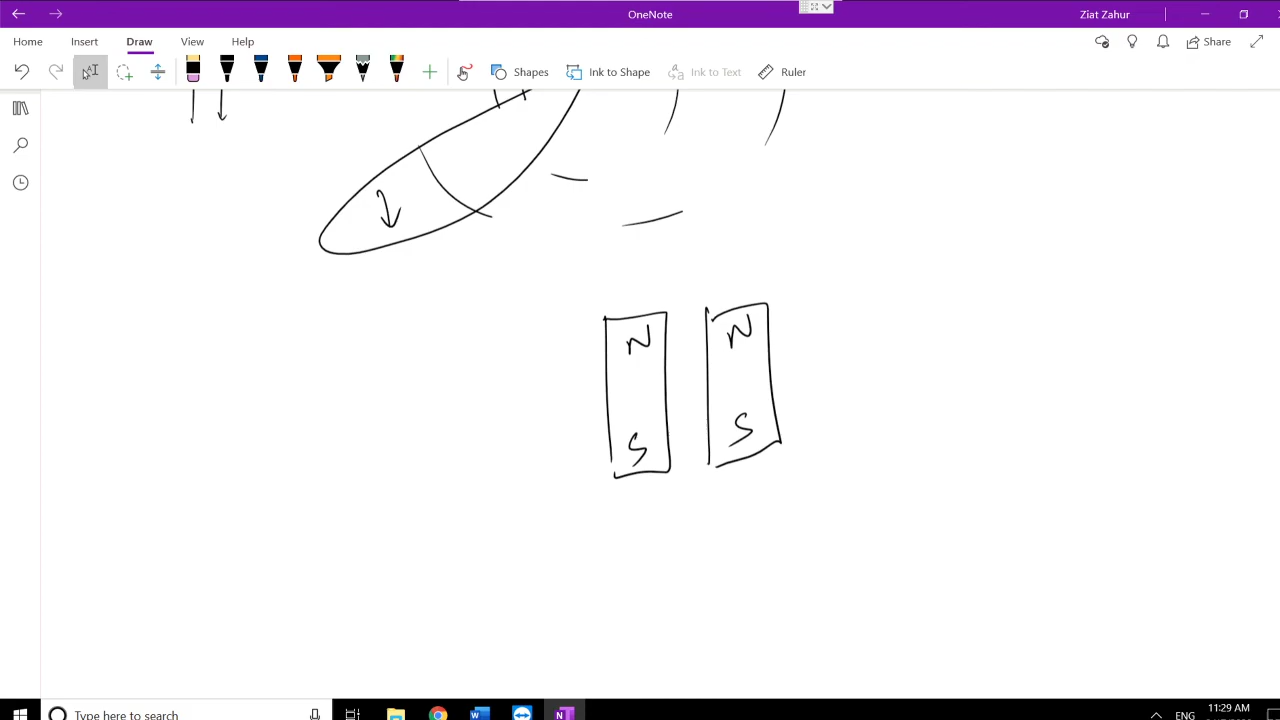 OneNote
Ziat Zahur
Home Insert Draw View Help
Share
Shapes Ink to Shape Ink to Text Ruler
N N
S S
Type here to search
11:29 AM
ENG